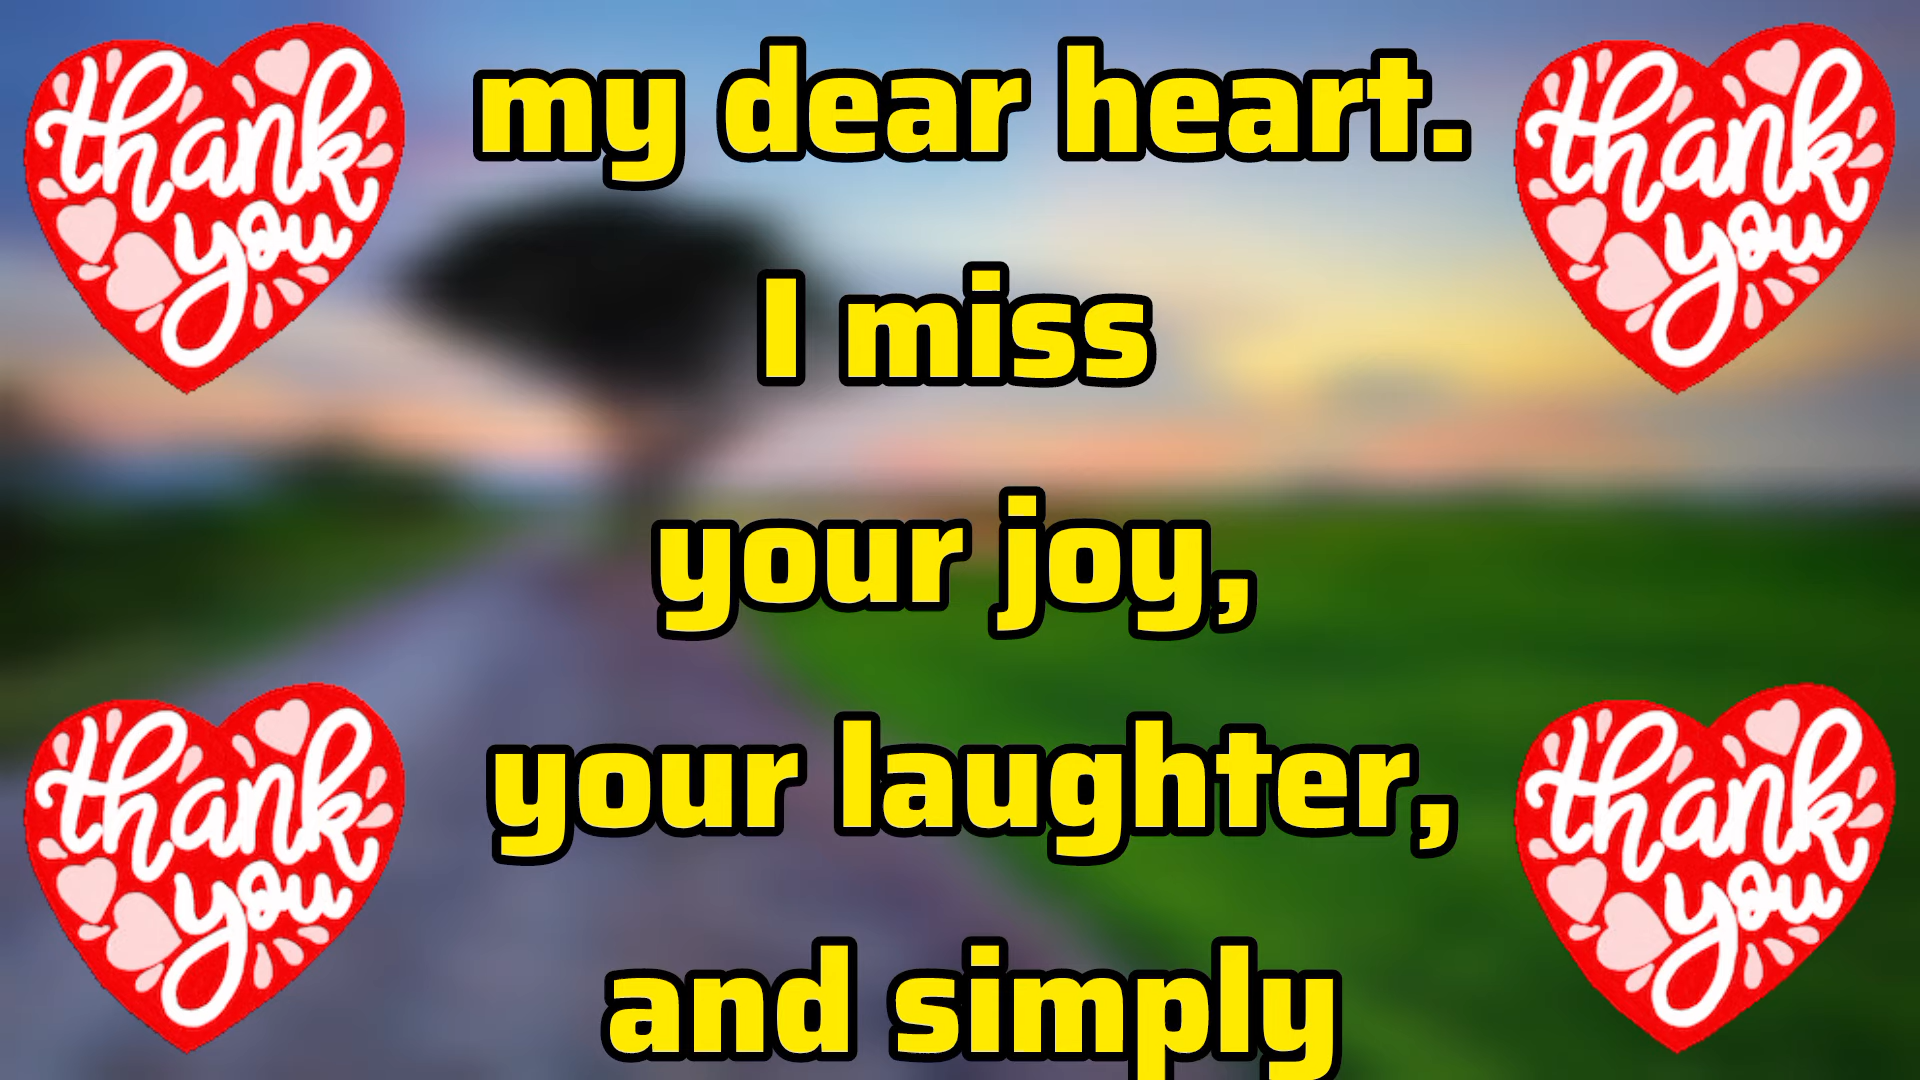 thank
you
my dear heart.
thank
you
I miss
your joy,
thank
you
your laughter,
thank
you
and simply